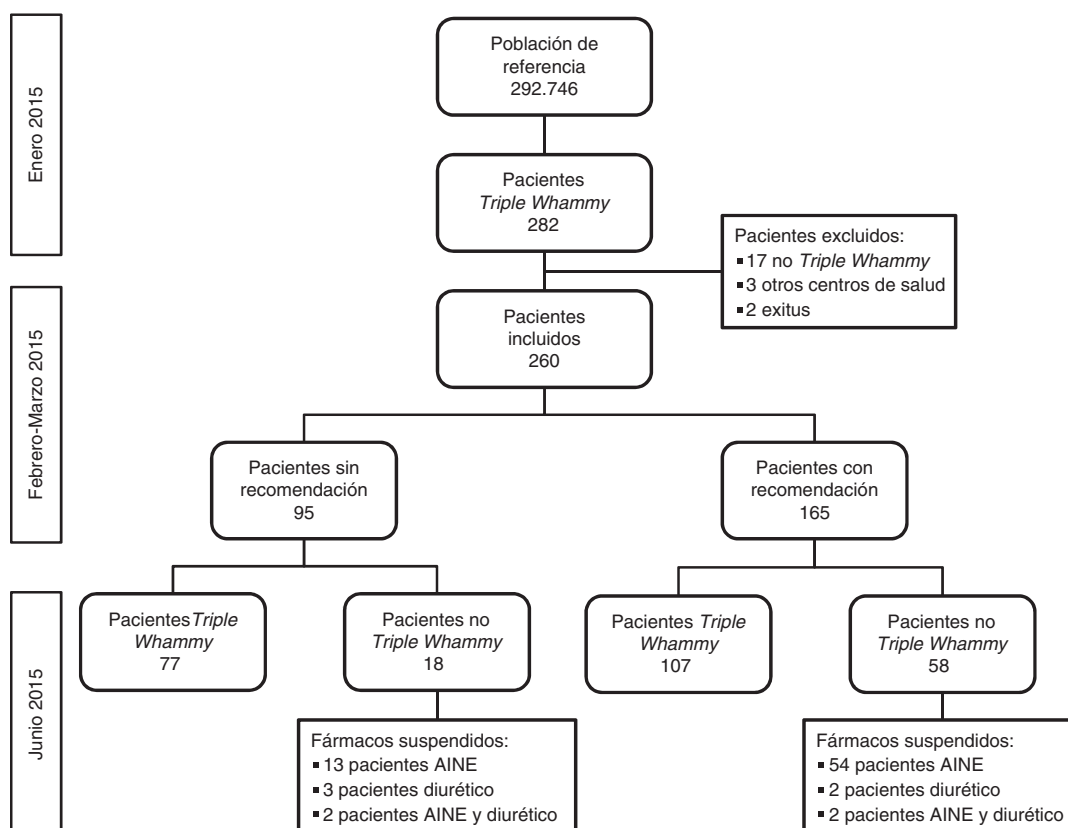 Enero 2015
Población de
referencia
292.746
Pacientes
Triple Whammy
282
Pacientes excluidos:
▪ 17 no Triple Whammy
▪ 3 otros centros de salud
▪ 2 exitus
Febrero-Marzo 2015
Pacientes
incluidos
260
Pacientes sin
recomendación
95
Pacientes con
recomendación
165
Junio 2015
PacientesTriple
Whammy
77
Pacientes no
Triple Whammy
18
Pacientes Triple
Whammy
107
Pacientes no
Triple Whammy
58
Fármacos suspendidos:
▪ 13 pacientes AINE
▪ 3 pacientes diurético
▪ 2 pacientes AINE y diurético
Fármacos suspendidos:
▪ 54 pacientes AINE
▪ 2 pacientes diurético
▪ 2 pacientes AINE y diurético